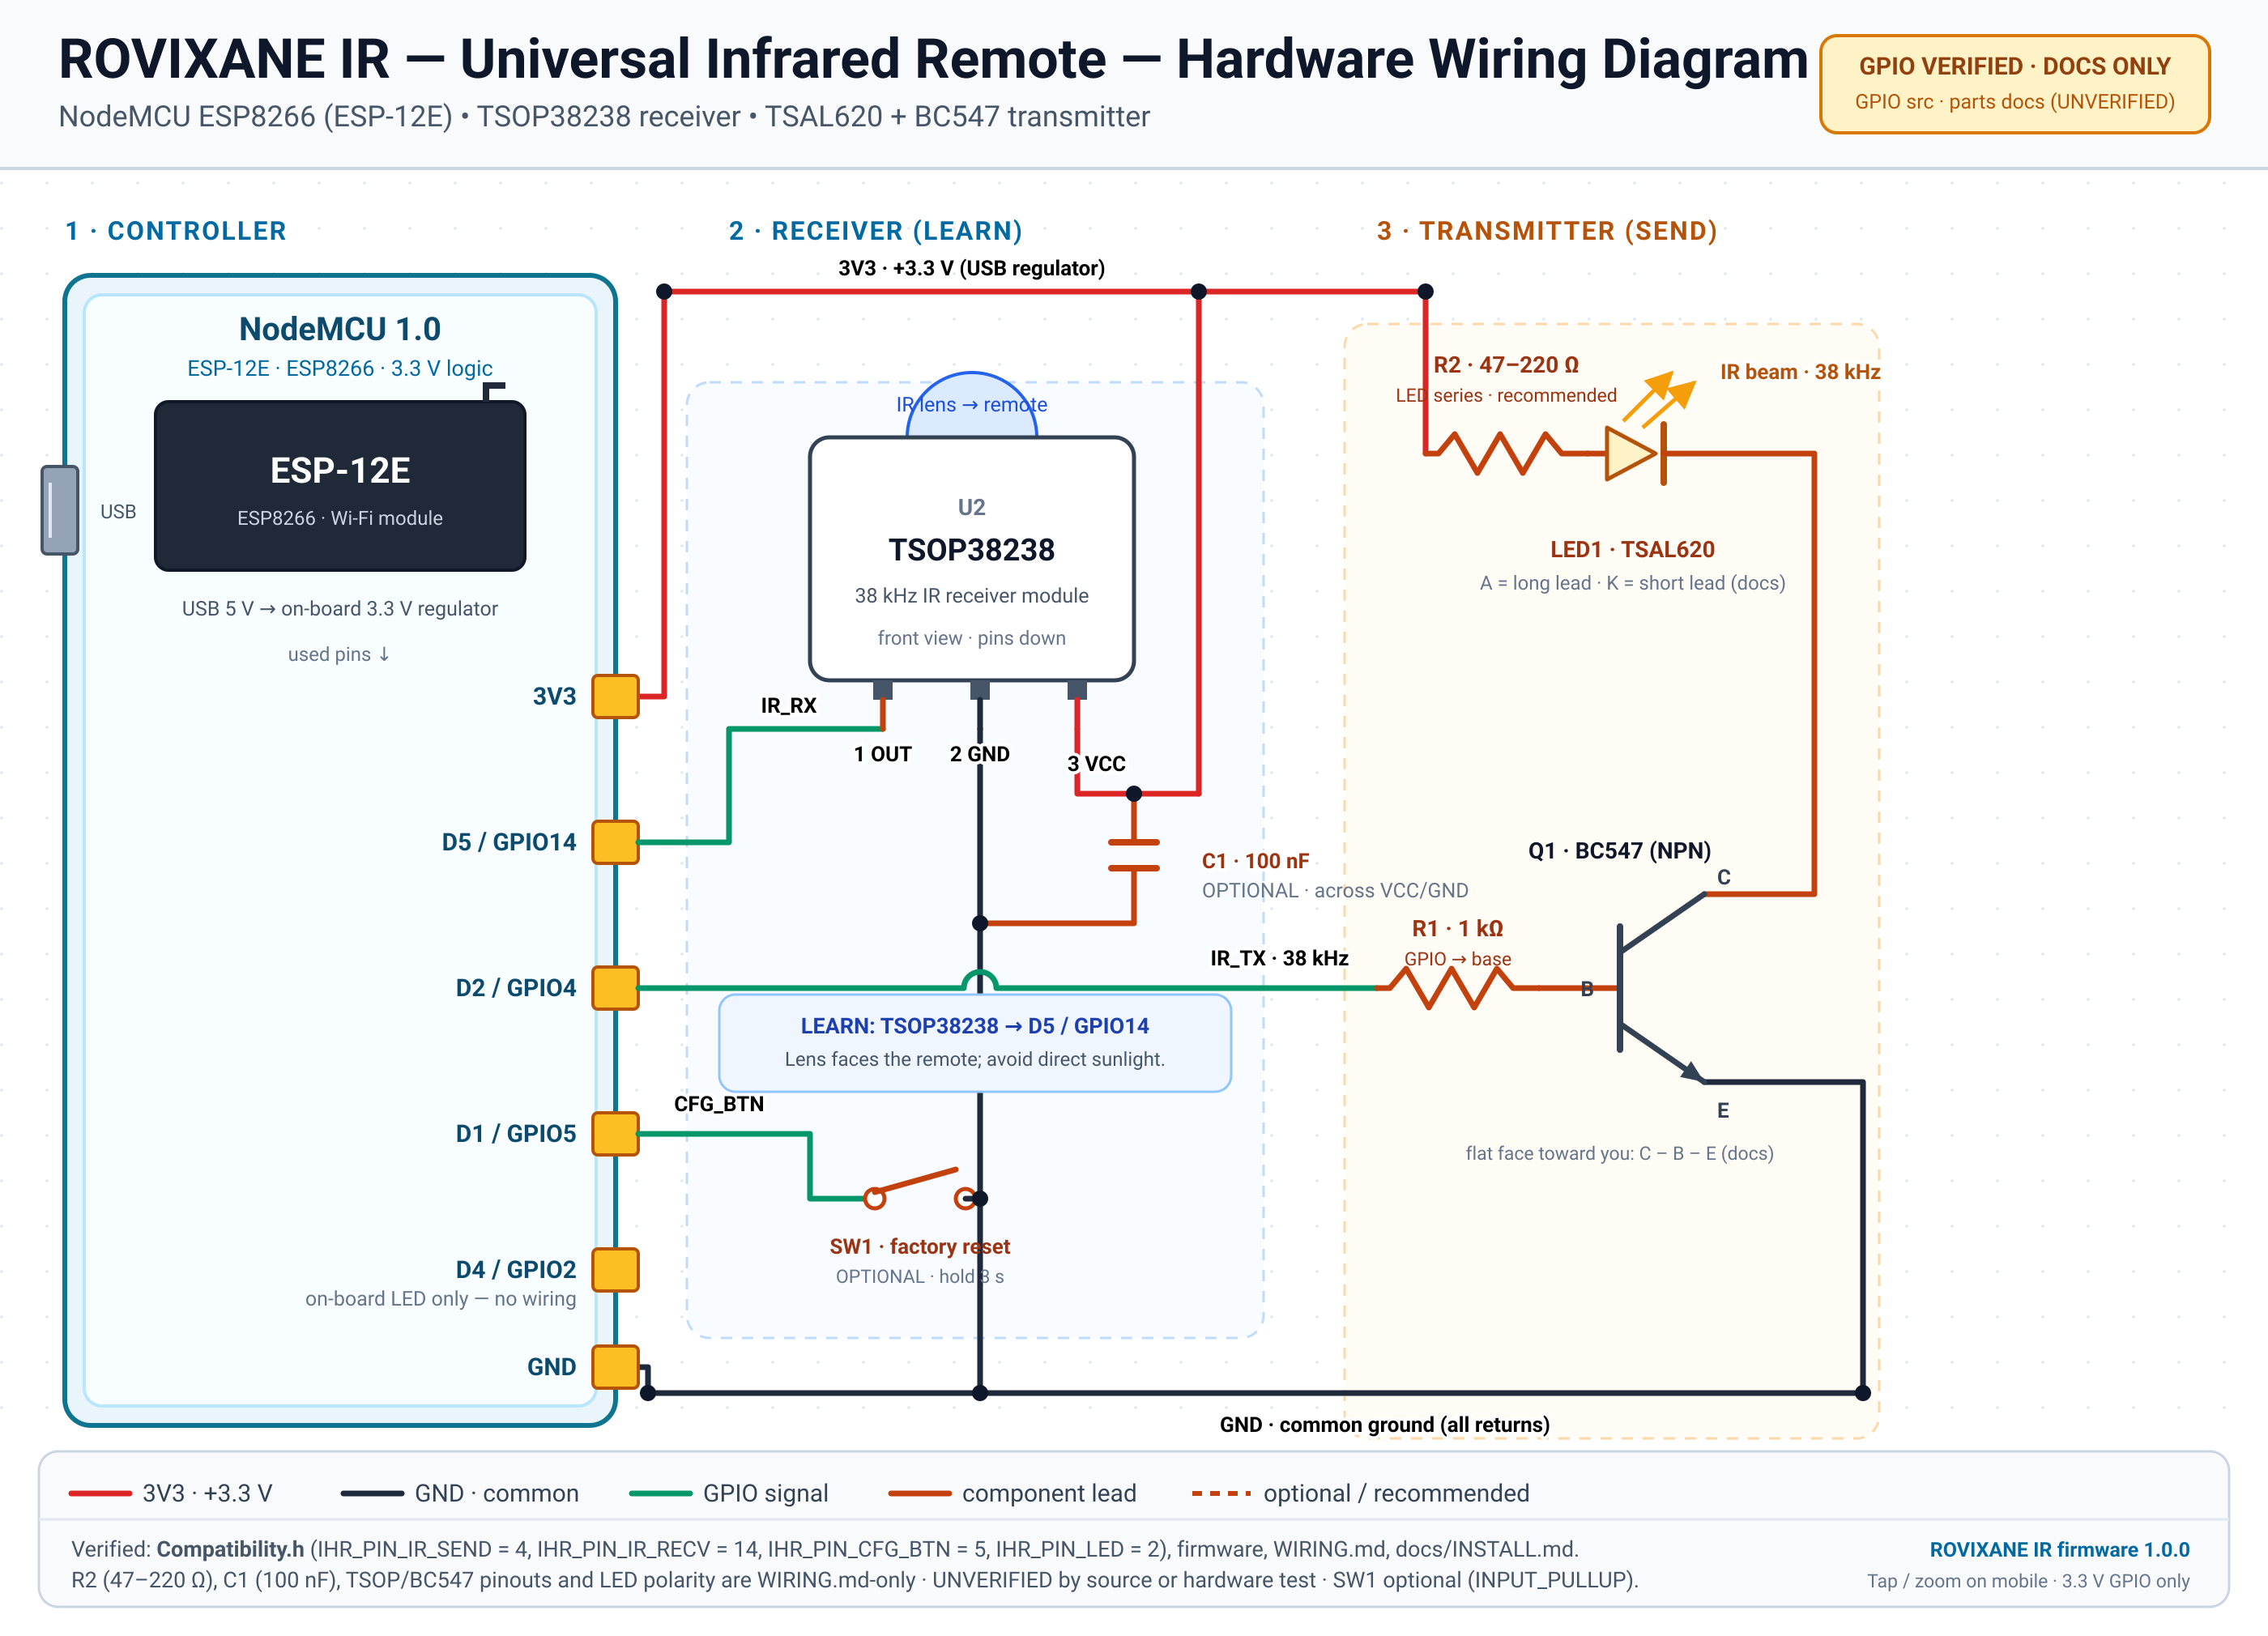 ROVIXANE IR — Universal Infrared Remote — Hardware Wiring Diagram
NodeMCU ESP8266 (ESP-12E) • TSOP38238 receiver • TSAL620 + BC547 transmitter
GPIO VERIFIED · DOCS ONLY
GPIO src · parts docs (UNVERIFIED)
1 · CONTROLLER
2 · RECEIVER (LEARN)
3 · TRANSMITTER (SEND)
3V3 · +3.3 V (USB regulator)
NodeMCU 1.0
ESP-12E · ESP8266 · 3.3 V logic
ESP-12E
ESP8266 · Wi-Fi module
USB
USB 5 V → on-board 3.3 V regulator
used pins ↓
3V3
D5 / GPIO14
D2 / GPIO4
D1 / GPIO5
D4 / GPIO2
on-board LED only — no wiring
GND
IR lens → remote
U2
TSOP38238
38 kHz IR receiver module
front view · pins down
IR_RX
1 OUT
2 GND
3 VCC
C1 · 100 nF
OPTIONAL · across VCC/GND
IR_TX · 38 kHz
LEARN: TSOP38238 → D5 / GPIO14
Lens faces the remote; avoid direct sunlight.
CFG_BTN
SW1 · factory reset
OPTIONAL · hold 8 s
R2 · 47–220 Ω
LED series · recommended
IR beam · 38 kHz
LED1 · TSAL620
A = long lead · K = short lead (docs)
Q1 · BC547 (NPN)
C
R1 · 1 kΩ
GPIO → base
B
E
flat face toward you: C – B – E (docs)
GND · common ground (all returns)
3V3 · +3.3 V
GND · common
GPIO signal
component lead
optional / recommended
Verified: Compatibility.h (IHR_PIN_IR_SEND = 4, IHR_PIN_IR_RECV = 14, IHR_PIN_CFG_BTN = 5, IHR_PIN_LED = 2), firmware, WIRING.md, docs/INSTALL.md.
R2 (47–220 Ω), C1 (100 nF), TSOP/BC547 pinouts and LED polarity are WIRING.md-only · UNVERIFIED by source or hardware test · SW1 optional (INPUT_PULLUP).
ROVIXANE IR firmware 1.0.0
Tap / zoom on mobile · 3.3 V GPIO only